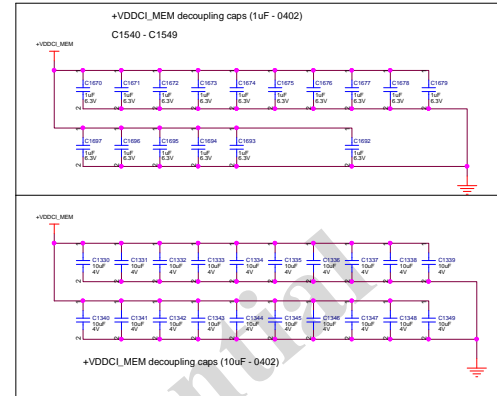 +VDDCI_MEM decoupling caps (1uF - 0402)
C1540 - C1549
+VDDCI_MEM
C1670 C1671 C1672 C1673 C1674 C1675 C1676 C1677 C1678 C1679
1uF 1uF 1uF 1uF 1uF 1uF 1uF 1uF 1uF 1uF
6.3V 6.3V 6.3V 6.3V 6.3V 6.3V 6.3V 6.3V 6.3V 6.3V
C1697 C1696 C1695 C1694 C1693 C1692
1uF 1uF 1uF 1uF 1uF 1uF
6.3V 6.3V 6.3V 6.3V 6.3V 6.3V
+VDDCI_MEM
C1330 C1331 C1332 C1333 C1334 C1335 C1336 C1337 C1338 C1339
10uF 10uF 10uF 10uF 10uF 10uF 10uF 10uF 10uF 10uF
4V 4V 4V 4V 4V 4V 4V 4V 4V 4V
C1340 C1341 C1342 C1343 C1344 C1345 C1346 C1347 C1348 C1349
10uF 10uF 10uF 10uF 10uF 10uF 10uF 10uF 10uF 10uF
4V 4V 4V 4V 4V 4V 4V 4V 4V 4V
+VDDCI_MEM decoupling caps (10uF - 0402)
ential